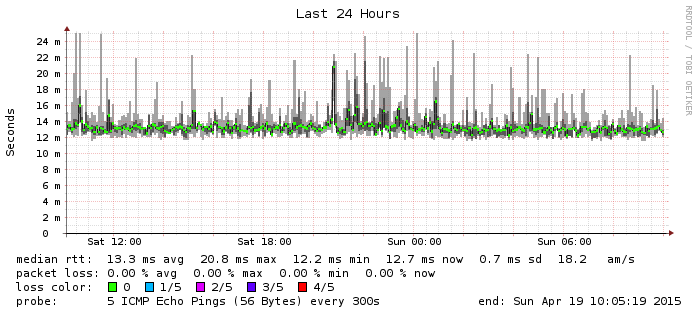 Last 24 Hours
RRDTOOL / TOBI OETIKER
Seconds
24 m
22 m
20 m
18 m
16 m
14 m
12 m
10 m
8 m
6 m
4 m
2 m
0
Sat 12:00 Sat 18:00 Sun 00:00 Sun 06:00
median rtt: 13.3 ms avg 20.8 ms max 12.2 ms min 12.7 ms now 0.7 ms sd 18.2 am/s
packet loss: 0.00 % avg 0.00 % max 0.00 % min 0.00 % now
loss color: 0 1/5 2/5 3/5 4/5
probe: 5 ICMP Echo Pings (56 Bytes) every 300s end: Sun Apr 19 10:05:19 2015